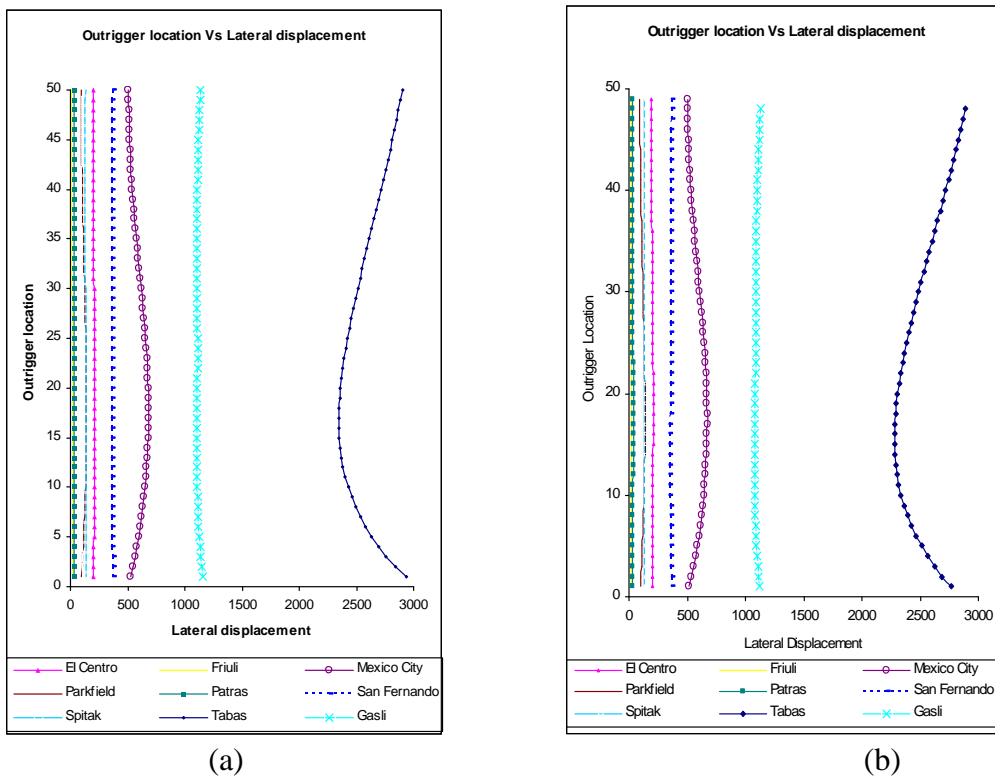 Outrigger location Vs Lateral displacement
50
45
40
35
30
25
20
15
10
5
0
Outrigger location
0 500 1000 1500 2000 2500 3000
Lateral displacement
El Centro Friuli Mexico City
Parkfield Patras San Fernando
Spitak Tabas Gasli
(a)
Outrigger location Vs Lateral displacement
50
40
30
20
10
0
Outrigger Location
0 500 1000 1500 2000 2500 3000
Lateral Displacement
El Centro Friuli Mexico City
Parkfield Patras San Fernando
Spitak Tabas Gasli
(b)